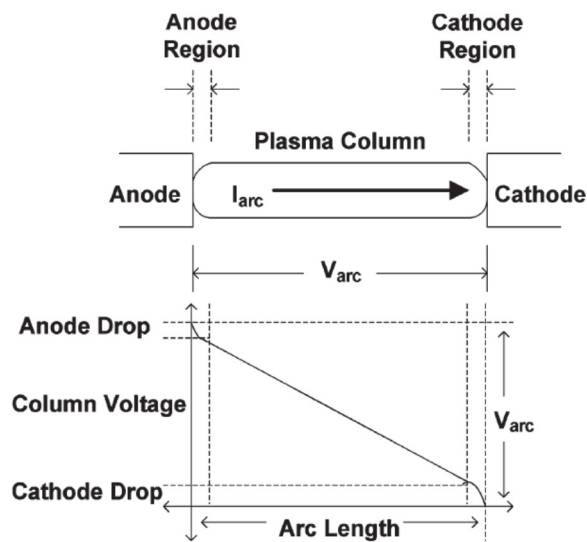 Anode
Region
Cathode
Region
Plasma Column
Anode
Iarc
Cathode
Varc
Anode Drop
Column Voltage
Varc
Cathode Drop
Arc Length